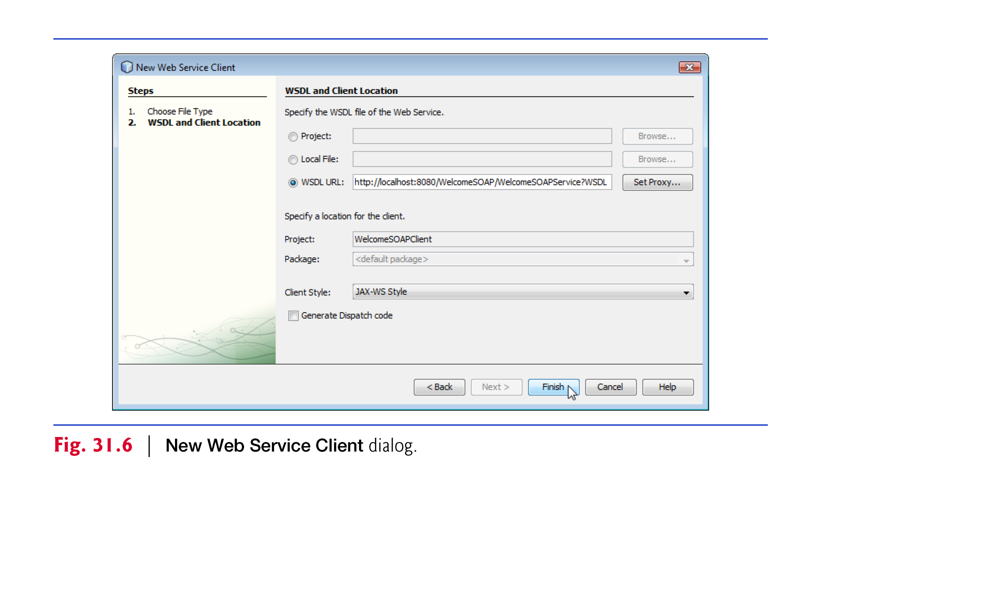 New Web Service Client
Steps
1. Choose File Type
2. WSDL and Client Location
WSDL and Client Location
Specify the WSDL file of the Web Service.
Project: Browse...
Local File: Browse...
WSDL URL: http://localhost:8080/WelcomeSOAP/WelcomeSOAPService?WSDL Set Proxy...
Specify a location for the client.
Project: WelcomeSOAPClient
Package: <default package>
Client Style: JAX-WS Style
Generate Dispatch code
< Back Next > Finish Cancel Help
Fig. 31.6 | New Web Service Client dialog.